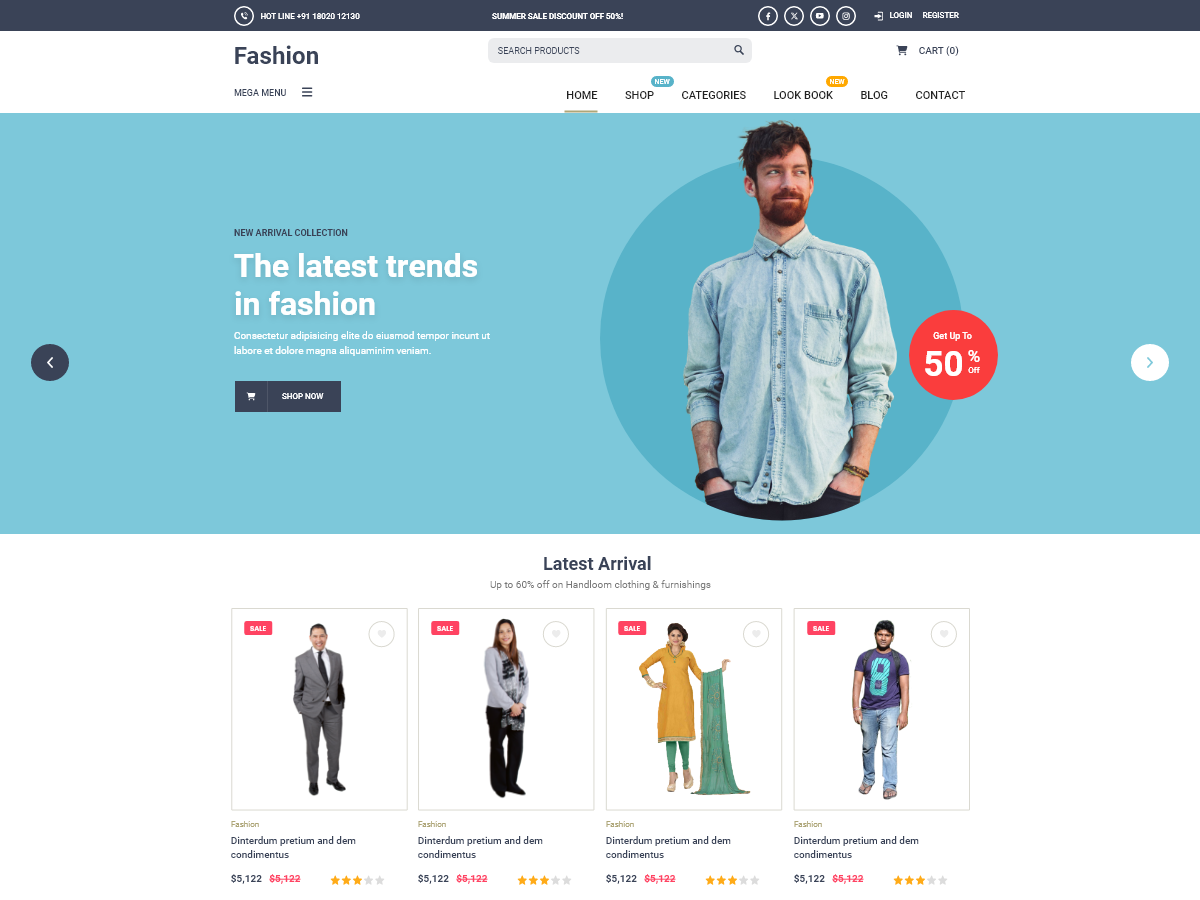 HOT LINE +91 18020 12130
SUMMER SALE DISCOUNT OFF 50%!
LOGIN REGISTER
Fashion
SEARCH PRODUCTS
CART (0)
MEGA MENU
NEW
NEW
HOME SHOP CATEGORIES LOOK BOOK BLOG CONTACT
NEW ARRIVAL COLLECTION
The latest trends
in fashion
Consectetur adipisicing elite do eiusmod tempor incunt ut
labore et dolore magna aliquaminim veniam.
SHOP NOW
Get Up To
50 %
Off
Latest Arrival
Up to 60% off on Handloom clothing & furnishings
SALE
SALE
SALE
SALE
8
Fashion
Dinterdum pretium and dem
condimentus
$5,122 $5,122
Fashion
Dinterdum pretium and dem
condimentus
$5,122 $5,122
Fashion
Dinterdum pretium and dem
condimentus
$5,122 $5,122
Fashion
Dinterdum pretium and dem
condimentus
$5,122 $5,122